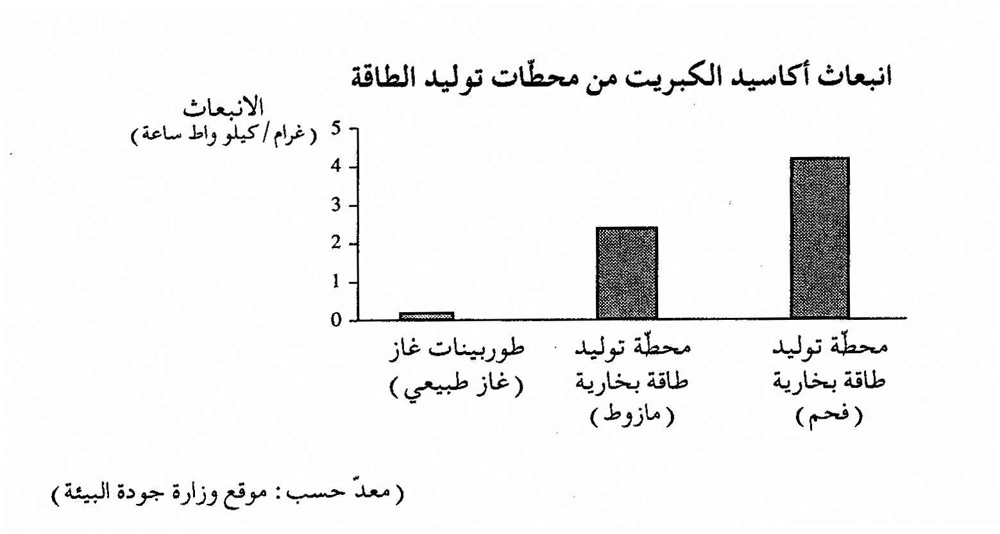 انبعاث أكاسيد الكبريت من محطّات توليد الطاقة
الانبعاث
(غرام/كيلو واط ساعة)
5
4
3
2
1
0
محطّة توليد
طاقة بخارية
(فحم)
محطّة توليد
طاقة بخارية
(مازوط)
طوربينات غاز
(غاز طبيعي)
(معدّ حسب: موقع وزارة جودة البيئة)